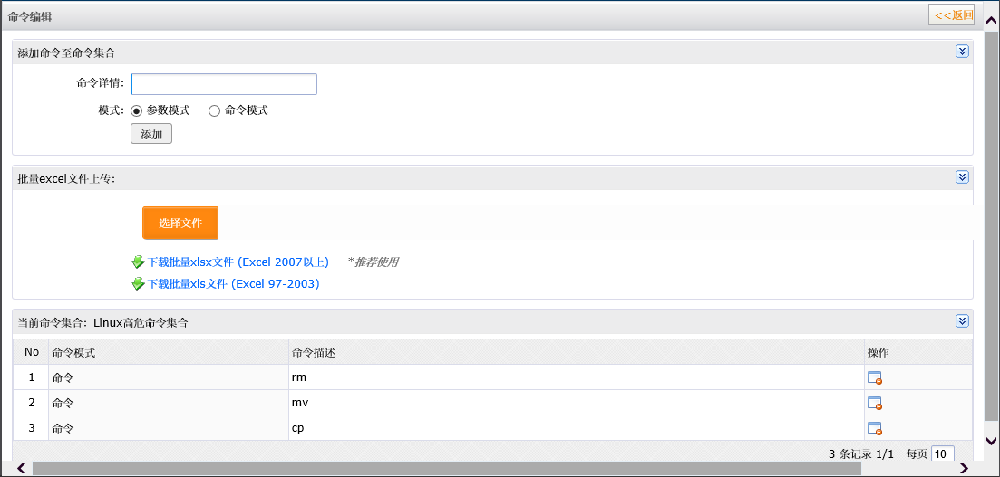 命令编辑 <<返回
添加命令至命令集合
命令详情:
模式: 参数模式 命令模式
添加
批量excel文件上传:
选择文件
下载批量xlsx文件 (Excel 2007以上) *推荐使用
下载批量xls文件 (Excel 97-2003)
当前命令集合: Linux高危命令集合
No 命令模式 命令描述 操作
1 命令 rm
2 命令 mv
3 命令 cp
3 条记录 1/1 每页 10